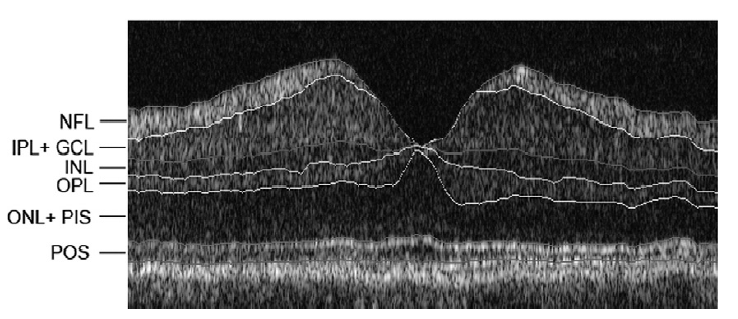 NFL
IPL+ GCL
INL
OPL
ONL+ PIS
POS